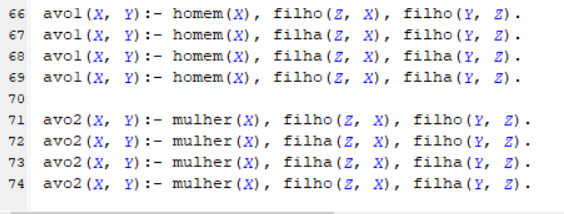 66 avo1(X, Y):- homem(X), filho(Z, X), filho(Y, Z).
67 avo1(X, Y):- homem(X), filha(Z, X), filho(Y, Z).
68 avo1(X, Y):- homem(X), filha(Z, X), filha(Y, Z).
69 avo1(X, Y):- homem(X), filho(Z, X), filha(Y, Z).
70
71 avo2(X, Y):- mulher(X), filho(Z, X), filho(Y, Z).
72 avo2(X, Y):- mulher(X), filha(Z, X), filho(Y, Z).
73 avo2(X, Y):- mulher(X), filha(Z, X), filha(Y, Z).
74 avo2(X, Y):- mulher(X), filho(Z, X), filha(Y, Z).